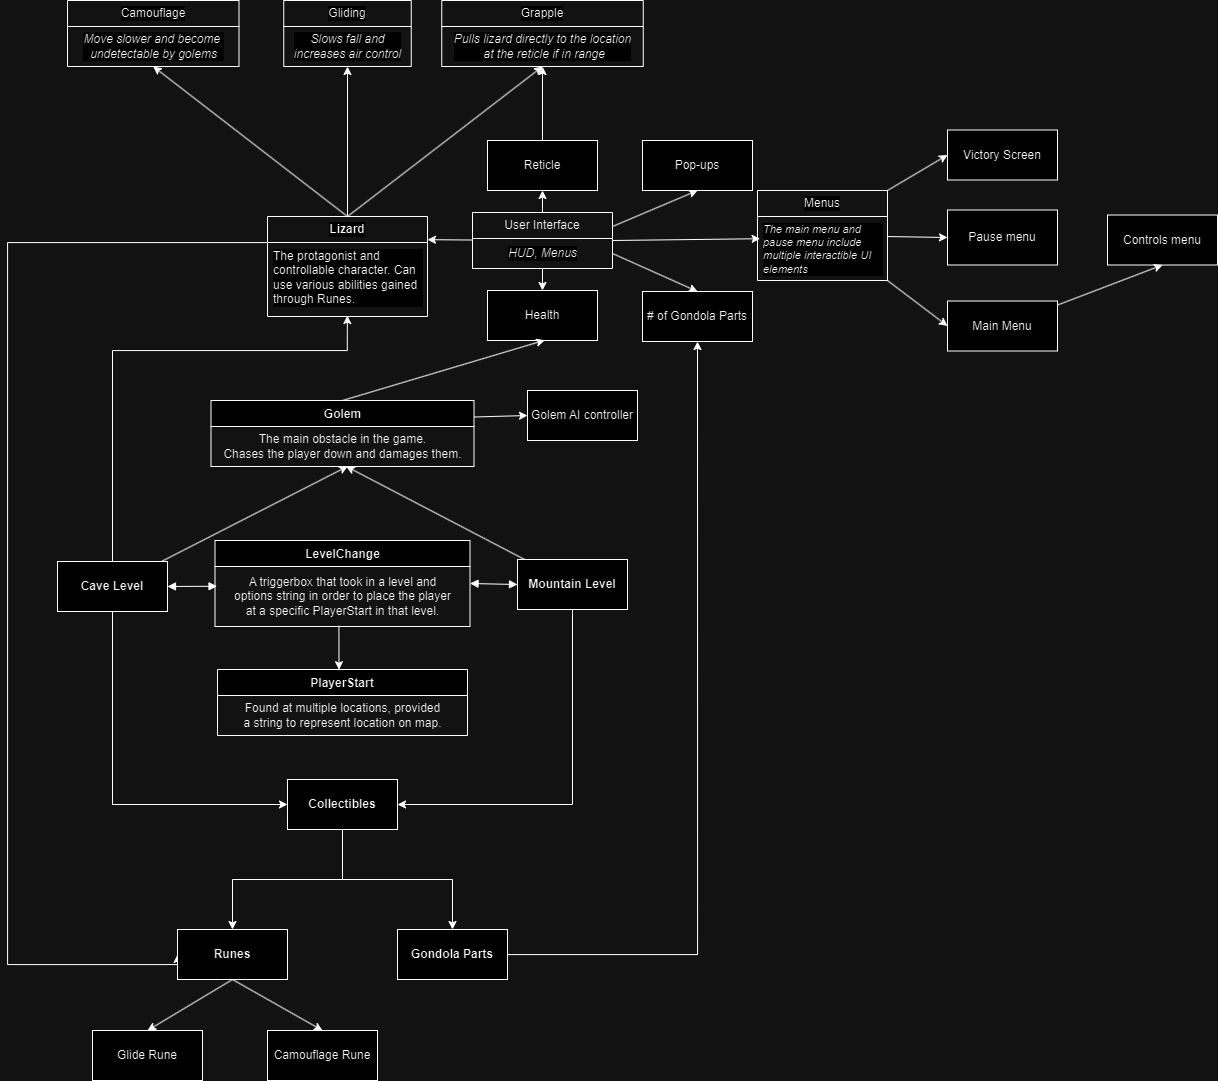 Camouflage
Move slower and become
undetectable by golems
Gliding
Slows fall and
increases air control
Grapple
Pulls lizard directly to the location
at the reticle if in range
Reticle
Pop-ups
Victory Screen
Menus
The main menu and
pause menu include
multiple interactible UI
elements
Pause menu
Controls menu
Main Menu
Lizard
The protagonist and
controllable character. Can
use various abilities gained
through Runes.
User Interface
HUD, Menus
Health
# of Gondola Parts
Golem
The main obstacle in the game.
Chases the player down and damages them.
Golem AI controller
Cave Level
LevelChange
A triggerbox that took in a level and
options string in order to place the player
at a specific PlayerStart in that level.
Mountain Level
PlayerStart
Found at multiple locations, provided
a string to represent location on map.
Collectibles
Runes
Gondola Parts
Glide Rune
Camouflage Rune